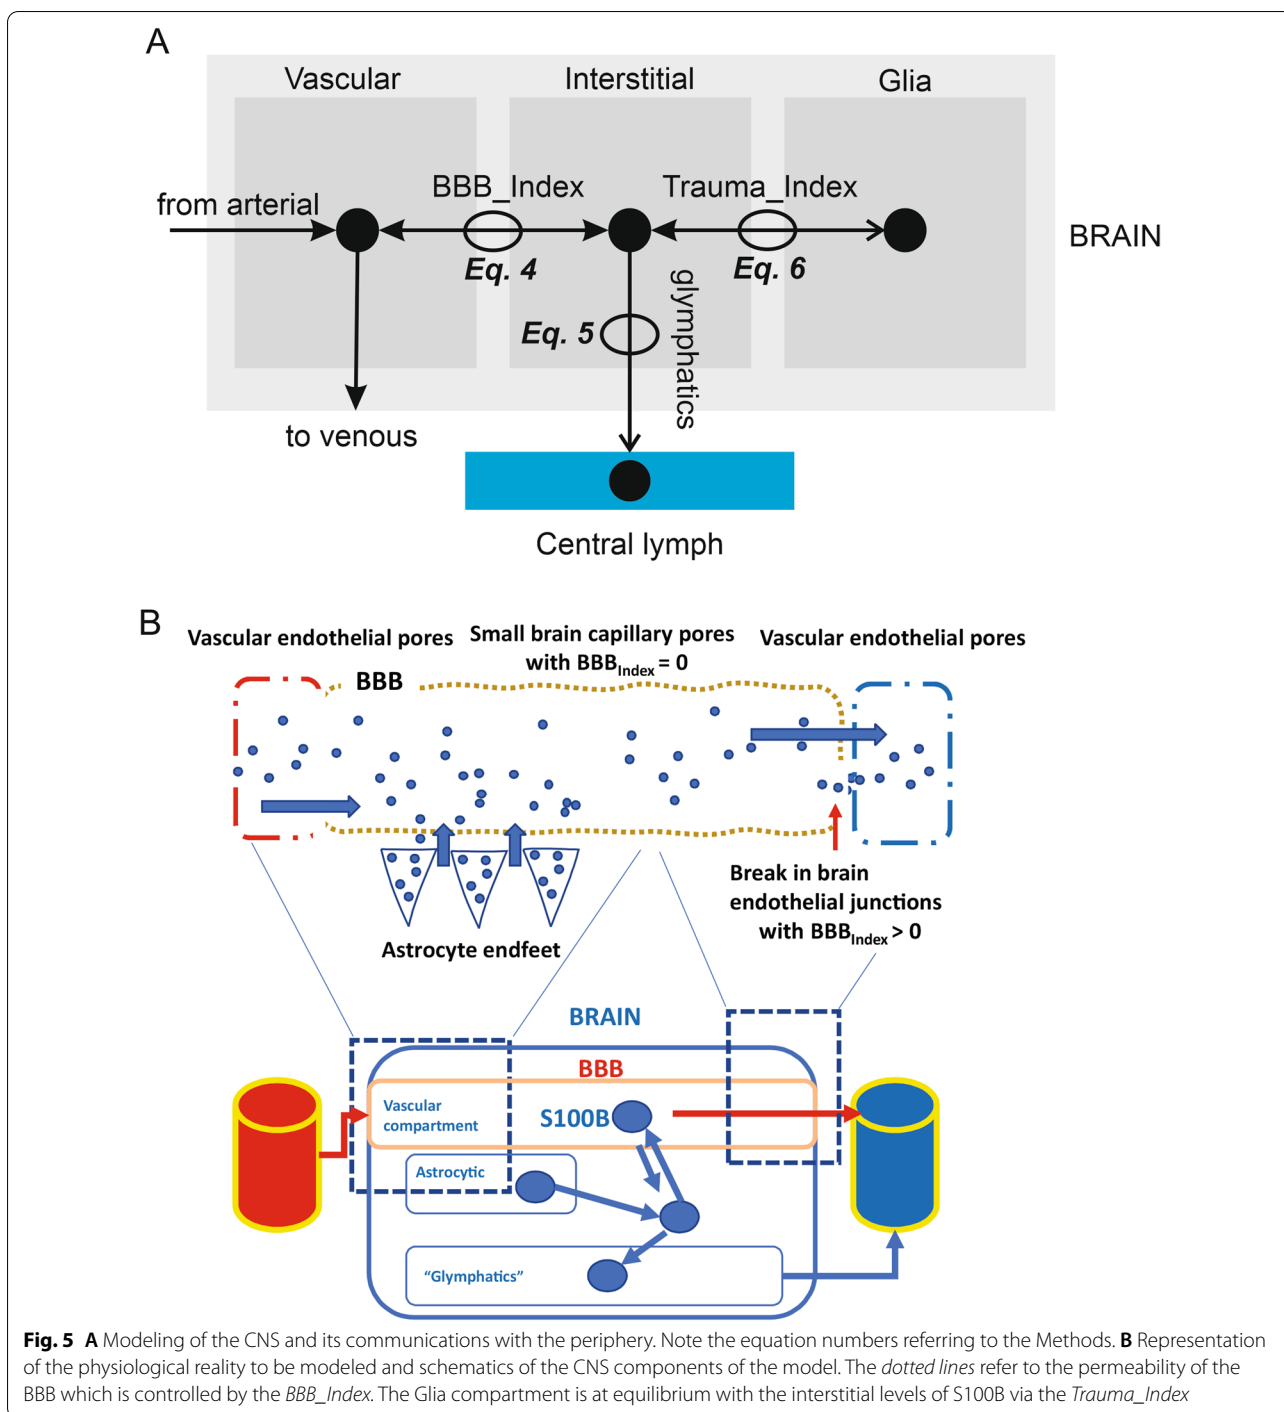 A
Vascular
Interstitial
Glia
from arterial
BBB_Index
Trauma_Index
BRAIN
Eq. 4
Eq. 6
glymphatics
Eq. 5
to venous
Central lymph
B
Vascular endothelial pores
Small brain capillary pores
with BBBIndex = 0
Vascular endothelial pores
BBB
Break in brain
endothelial junctions
with BBBIndex > 0
Astrocyte endfeet
BRAIN
BBB
Vascular
compartment
S100B
Astrocytic
“Glymphatics”
Fig. 5 A Modeling of the CNS and its communications with the periphery. Note the equation numbers referring to the Methods. B Representation
of the physiological reality to be modeled and schematics of the CNS components of the model. The dotted lines refer to the permeability of the
BBB which is controlled by the BBB_Index. The Glia compartment is at equilibrium with the interstitial levels of S100B via the Trauma_Index